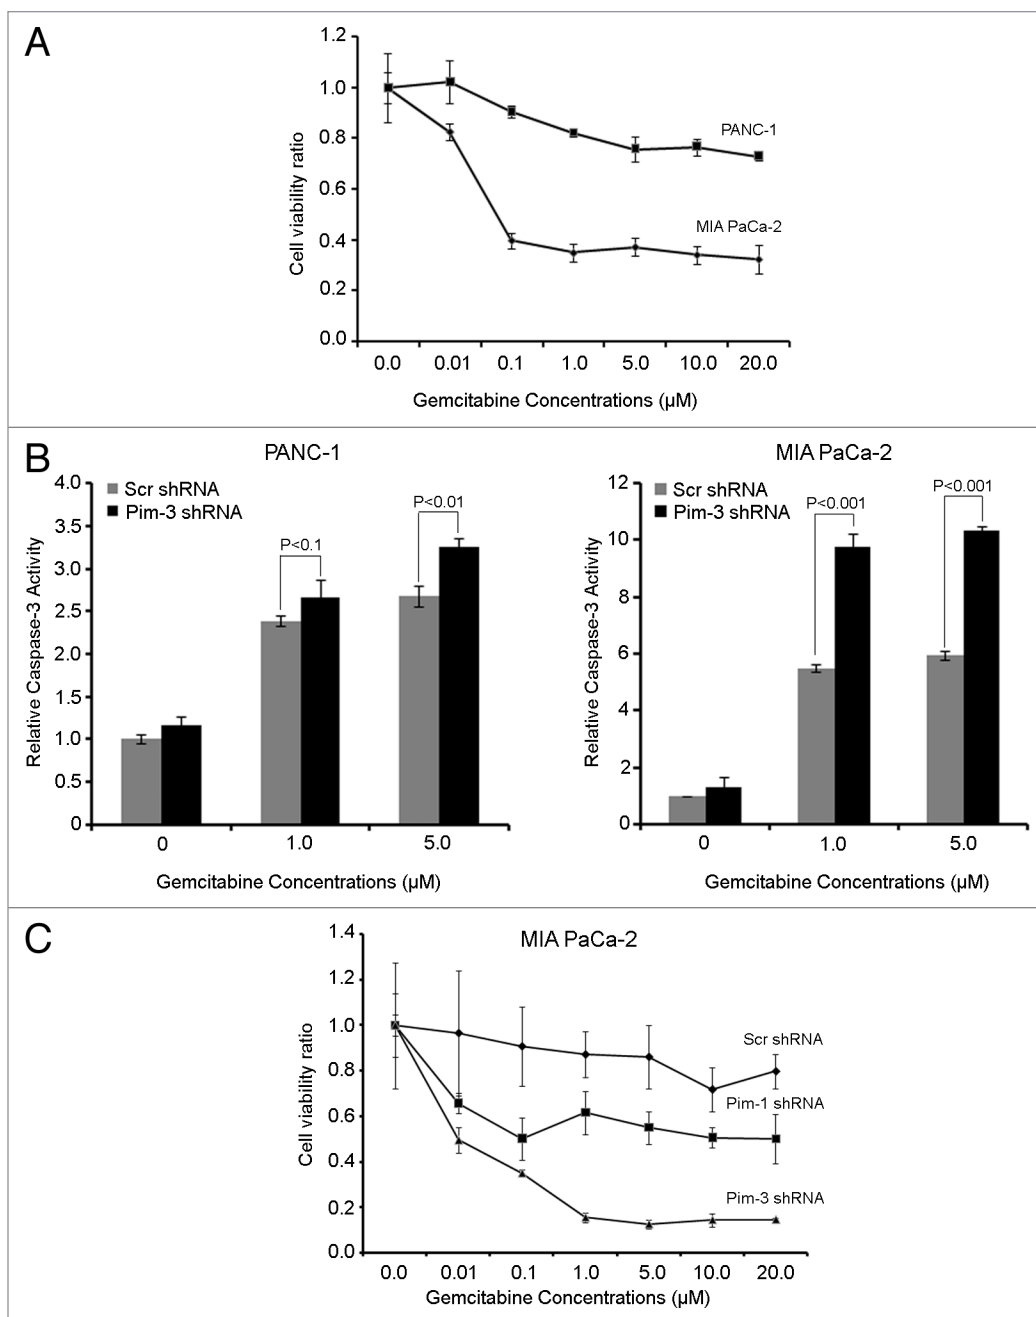 A
1.2
1.0
0.8
0.6
0.4
0.2
0.0
Cell viability ratio
PANC-1
MIA PaCa-2
0.0 0.01 0.1 1.0 5.0 10.0 20.0
Gemcitabine Concentrations (µM)
B
PANC-1
4.0
3.5
3.0
2.5
2.0
1.5
1.0
0.5
0
Relative Caspase-3 Activity
Scr shRNA
Pim-3 shRNA
P<0.1
P<0.01
0 1.0 5.0
Gemcitabine Concentrations (µM)
MIA PaCa-2
12
10
8
6
4
2
0
Relative Caspase-3 Activity
Scr shRNA
Pim-3 shRNA
P<0.001
P<0.001
0 1.0 5.0
Gemcitabine Concentrations (µM)
C
MIA PaCa-2
1.4
1.2
1.0
0.8
0.6
0.4
0.2
0.0
Cell viability ratio
Scr shRNA
Pim-1 shRNA
Pim-3 shRNA
0.0 0.01 0.1 1.0 5.0 10.0 20.0
Gemcitabine Concentrations (µM)